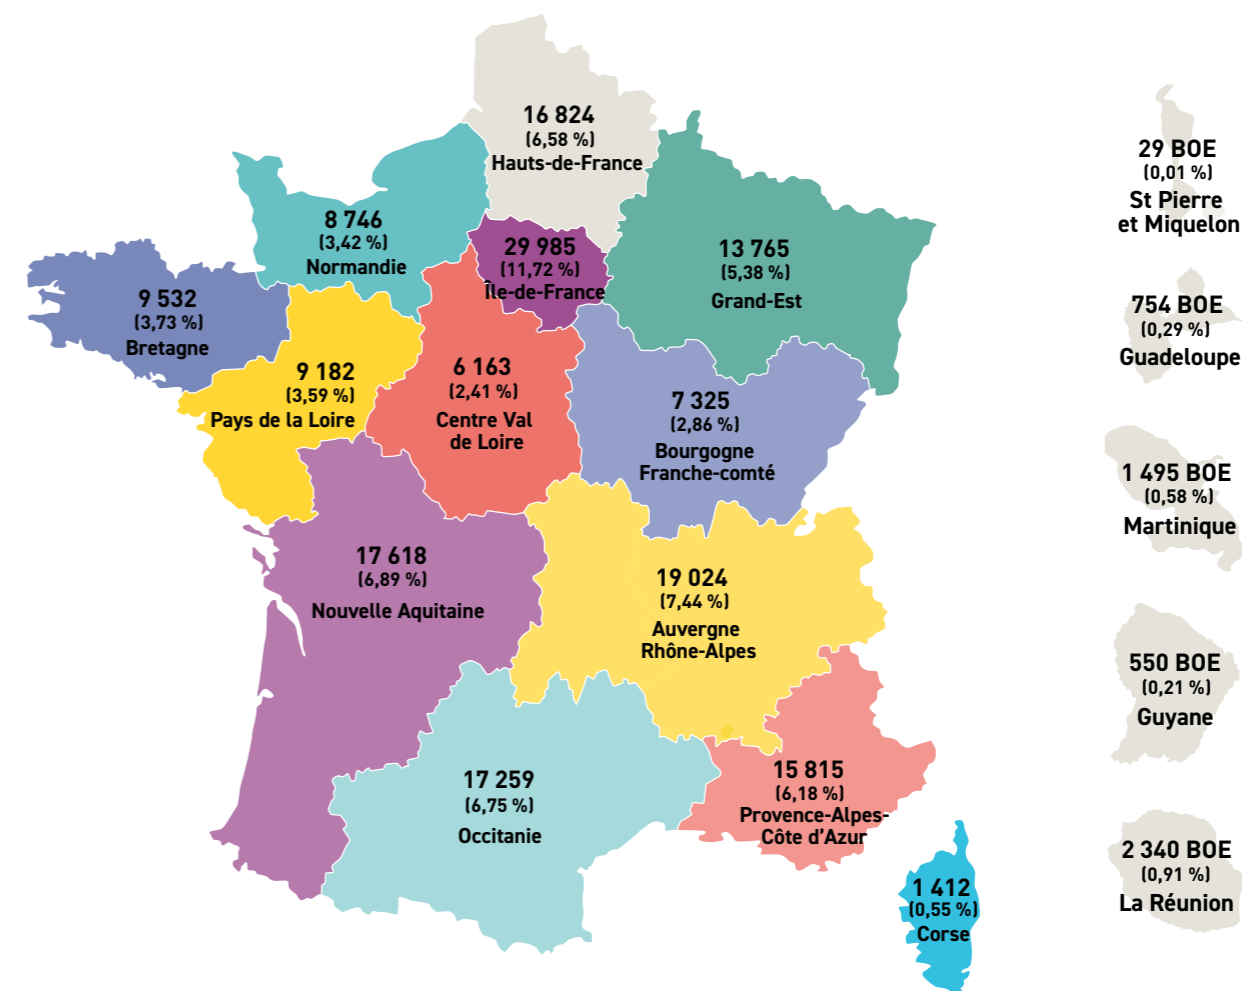 16 824
(6,58 %)
Hauts-de-France
8 746
(3,42 %)
Normandie
29 985
(11,72 %)
Île-de-France
13 765
(5,38 %)
Grand-Est
9 532
(3,73 %)
Bretagne
9 182
(3,59 %)
Pays de la Loire
6 163
(2,41 %)
Centre Val
de Loire
7 325
(2,86 %)
Bourgogne
Franche-comté
17 618
(6,89 %)
Nouvelle Aquitaine
19 024
(7,44 %)
Auvergne
Rhône-Alpes
17 259
(6,75 %)
Occitanie
15 815
(6,18 %)
Provence-Alpes-
Côte d’Azur
1 412
(0,55 %)
Corse
29 BOE
(0,01 %)
St Pierre
et Miquelon
754 BOE
(0,29 %)
Guadeloupe
1 495 BOE
(0,58 %)
Martinique
550 BOE
(0,21 %)
Guyane
2 340 BOE
(0,91 %)
La Réunion